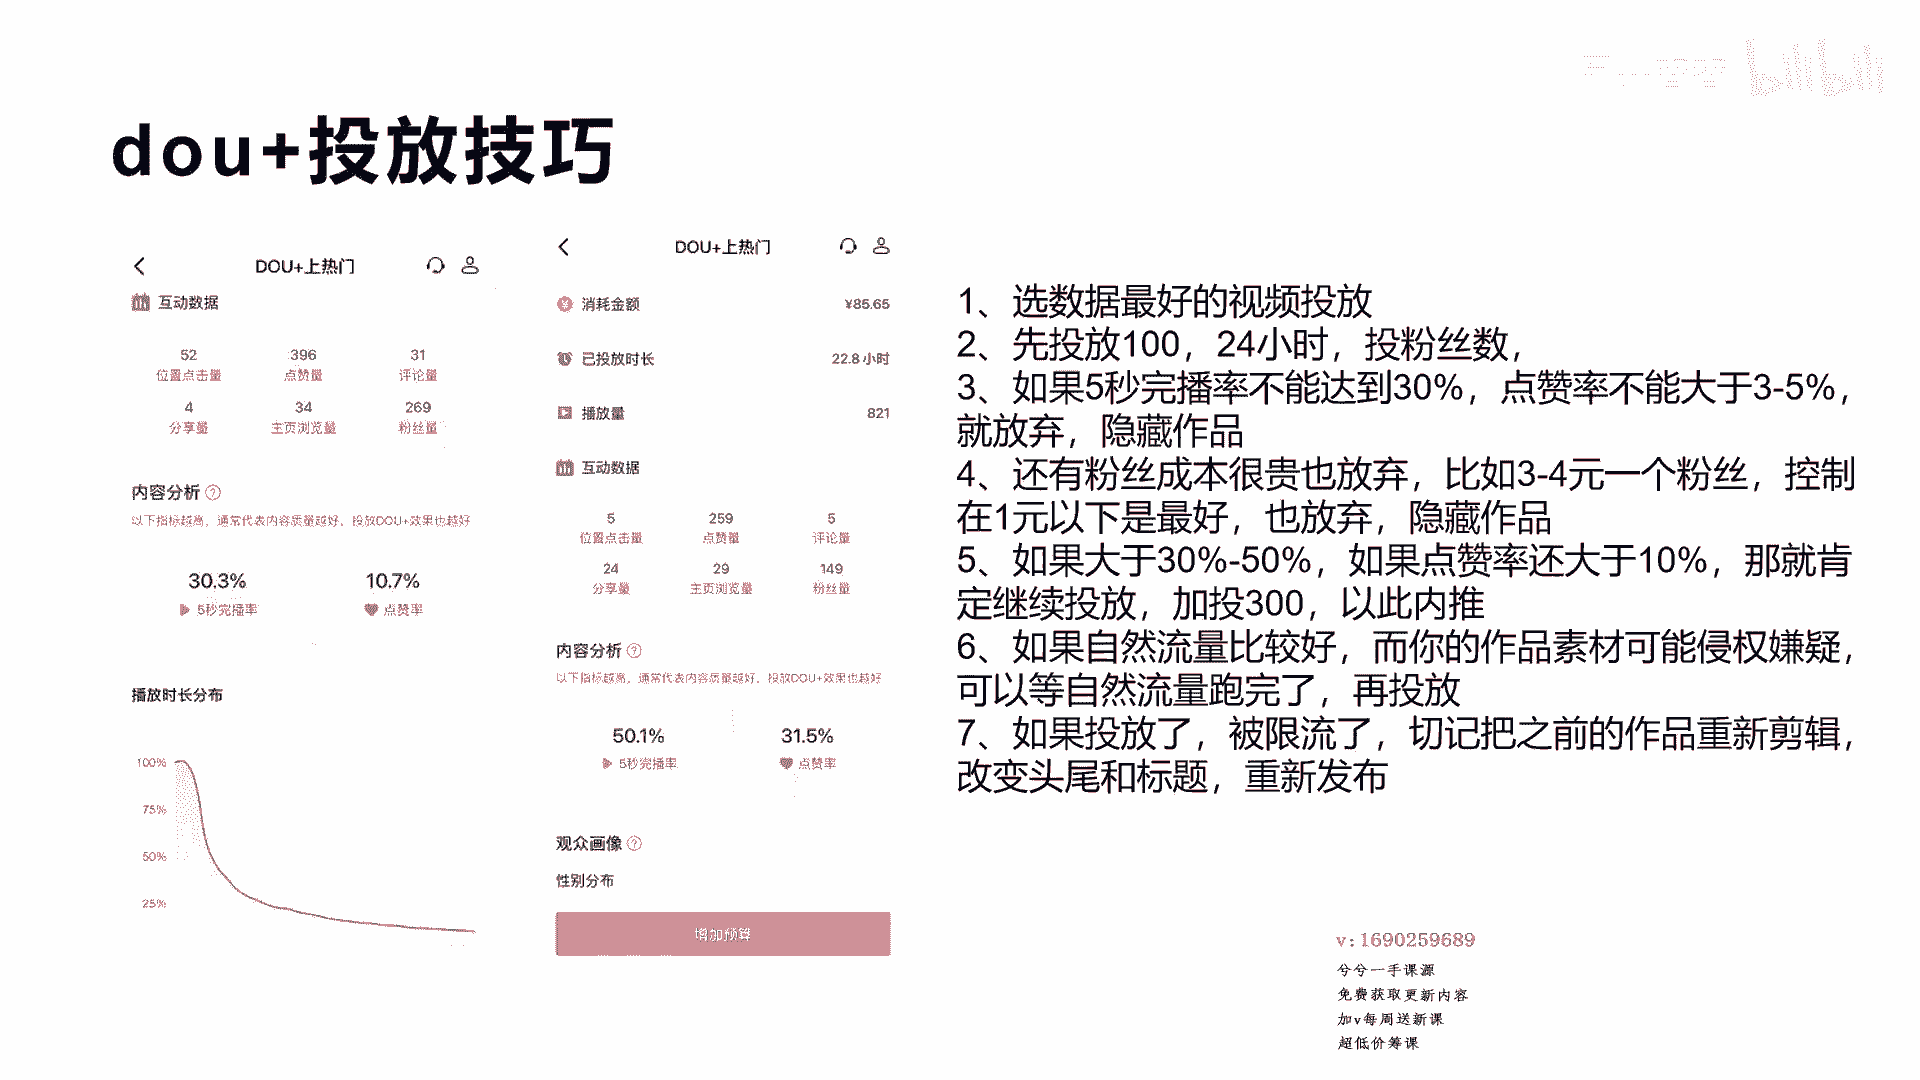 bilibili
dou+投放技巧
DOU+上热门
互动数据
52 396 31
位置点击量 点赞量 评论量
4 34 269
分享量 主页浏览量 粉丝量
内容分析
以下指标越高，通常代表内容质量越好，投放DOU+效果也越好
30.3% 10.7%
5秒完播率 点赞率
播放时长分布
100%
75%
50%
25%
DOU+上热门
消耗金额 ¥85.65
已投放时长 22.8小时
播放量 821
互动数据
5 259 5
位置点击量 点赞量 评论量
24 29 149
分享量 主页浏览量 粉丝量
内容分析
以下指标越高，通常代表内容质量越好，投放DOU+效果也越好
50.1% 31.5%
5秒完播率 点赞率
观众画像
性别分布
增加预算
1、选数据最好的视频投放
2、先投放100，24小时，投粉丝数，
3、如果5秒完播率不能达到30%，点赞率不能大于3-5%，
就放弃，隐藏作品
4、还有粉丝成本很贵也放弃，比如3-4元一个粉丝，控制
在1元以下是最好，也放弃，隐藏作品
5、如果大于30%-50%，如果点赞率还大于10%，那就肯
定继续投放，加投300，以此内推
6、如果自然流量比较好，而你的作品素材可能侵权嫌疑，
可以等自然流量跑完了，再投放
7、如果投放了，被限流了，切记把之前的作品重新剪辑，
改变头尾和标题，重新发布
v:1690259689
兮兮一手课源
免费获取更新内容
加v每周送新课
超低价筹课